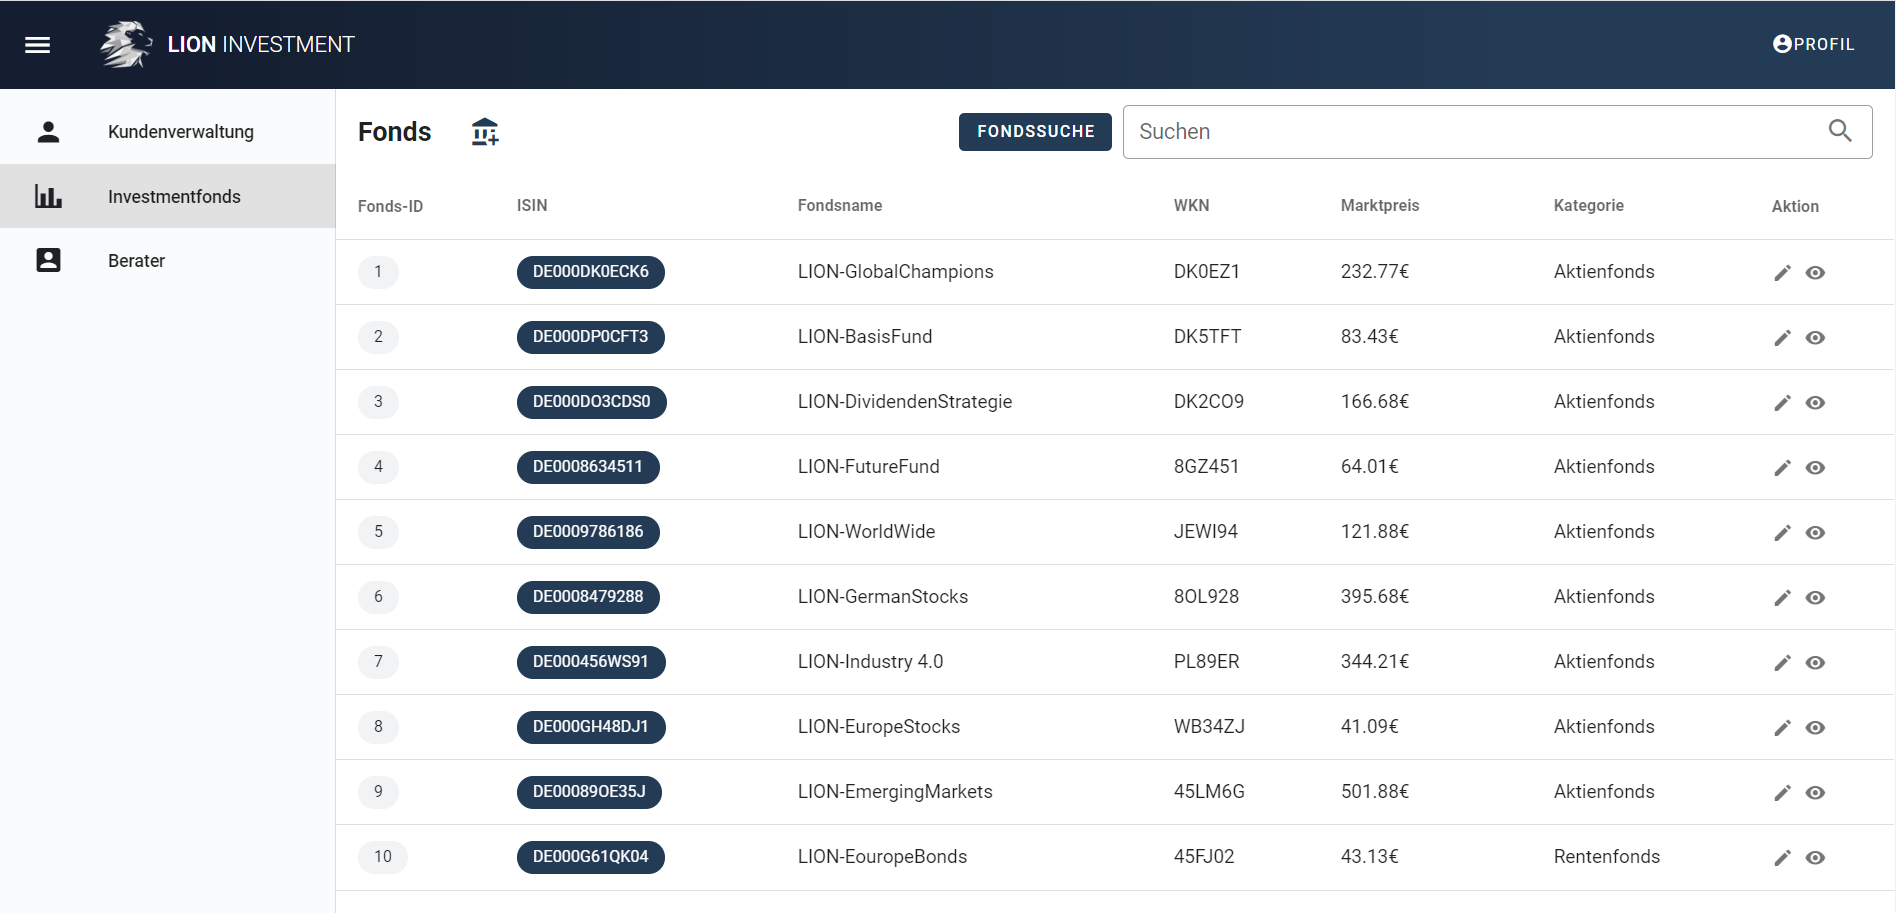 LION INVESTMENT
PROFIL
Kundenverwaltung
Investmentfonds
Berater
Fonds FONDSSUCHE Suchen
Fonds-ID ISIN Fondsname WKN Marktpreis Kategorie Aktion
1 DE000DK0ECK6 LION-GlobalChampions DK0EZ1 232.77€ Aktienfonds
2 DE000DP0CFT3 LION-BasisFund DK5TFT 83.43€ Aktienfonds
3 DE000DO3CDS0 LION-DividendenStrategie DK2CO9 166.68€ Aktienfonds
4 DE0008634511 LION-FutureFund 8GZ451 64.01€ Aktienfonds
5 DE0009786186 LION-WorldWide JEWI94 121.88€ Aktienfonds
6 DE0008479288 LION-GermanStocks 8OL928 395.68€ Aktienfonds
7 DE000456WS91 LION-Industry 4.0 PL89ER 344.21€ Aktienfonds
8 DE000GH48DJ1 LION-EuropeStocks WB34ZJ 41.09€ Aktienfonds
9 DE00089OE35J LION-EmergingMarkets 45LM6G 501.88€ Aktienfonds
10 DE000G61QK04 LION-EouropeBonds 45FJ02 43.13€ Rentenfonds